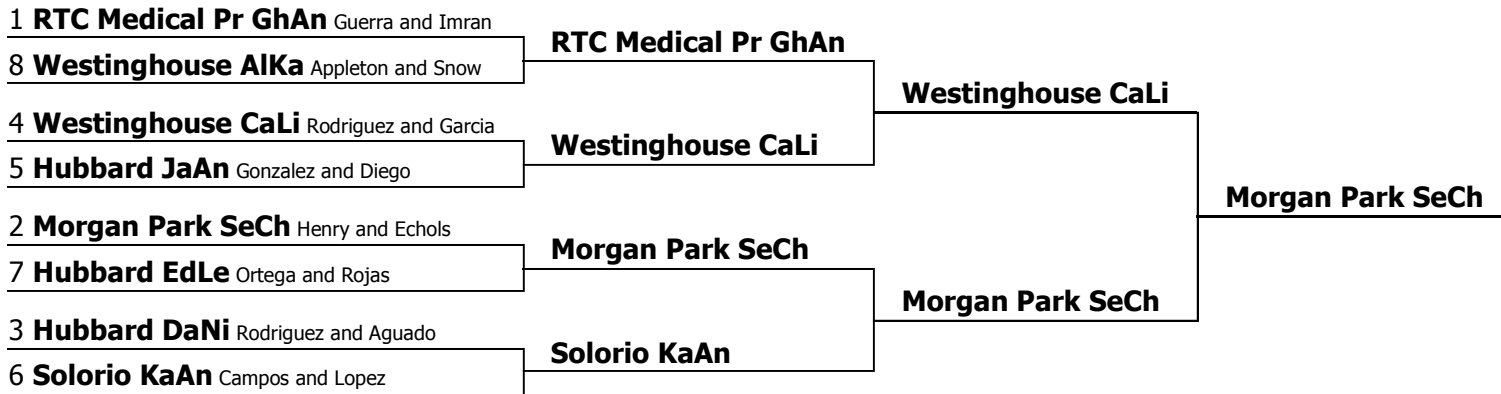 1 RTC Medical Pr GhAn Guerra and Imran
8 Westinghouse AlKa Appleton and Snow
4 Westinghouse CaLi Rodriguez and Garcia
5 Hubbard JaAn Gonzalez and Diego
2 Morgan Park SeCh Henry and Echols
7 Hubbard EdLe Ortega and Rojas
3 Hubbard DaNi Rodriguez and Aguado
6 Solorio KaAn Campos and Lopez
RTC Medical Pr GhAn
Westinghouse CaLi
Morgan Park SeCh
Solorio KaAn
Westinghouse CaLi
Morgan Park SeCh
Morgan Park SeCh